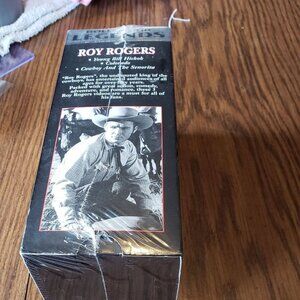 LEGENDS
ROY ROGERS
• Young Bill Hickok
• Colorado
• Cowboy And The Senorita
"Roy Rogers", the undisputed king of the
cowboys, has entertained audiences of all
ages for over fifty years.
Packed with great action, comedy,
adventure, and romance, these 3
Roy Rogers videos are a must for all of
his fans.